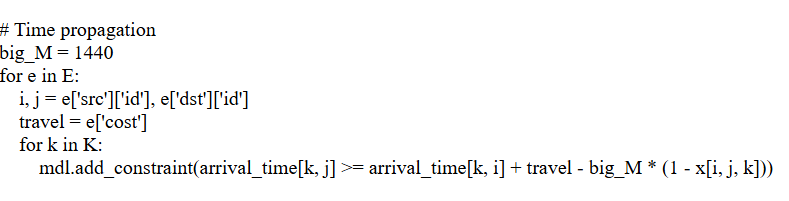 # Time propagation
big_M = 1440
for e in E:
    i, j = e['src']['id'], e['dst']['id']
    travel = e['cost']
    for k in K:
        mdl.add_constraint(arrival_time[k, j] >= arrival_time[k, i] + travel - big_M * (1 - x[i, j, k]))